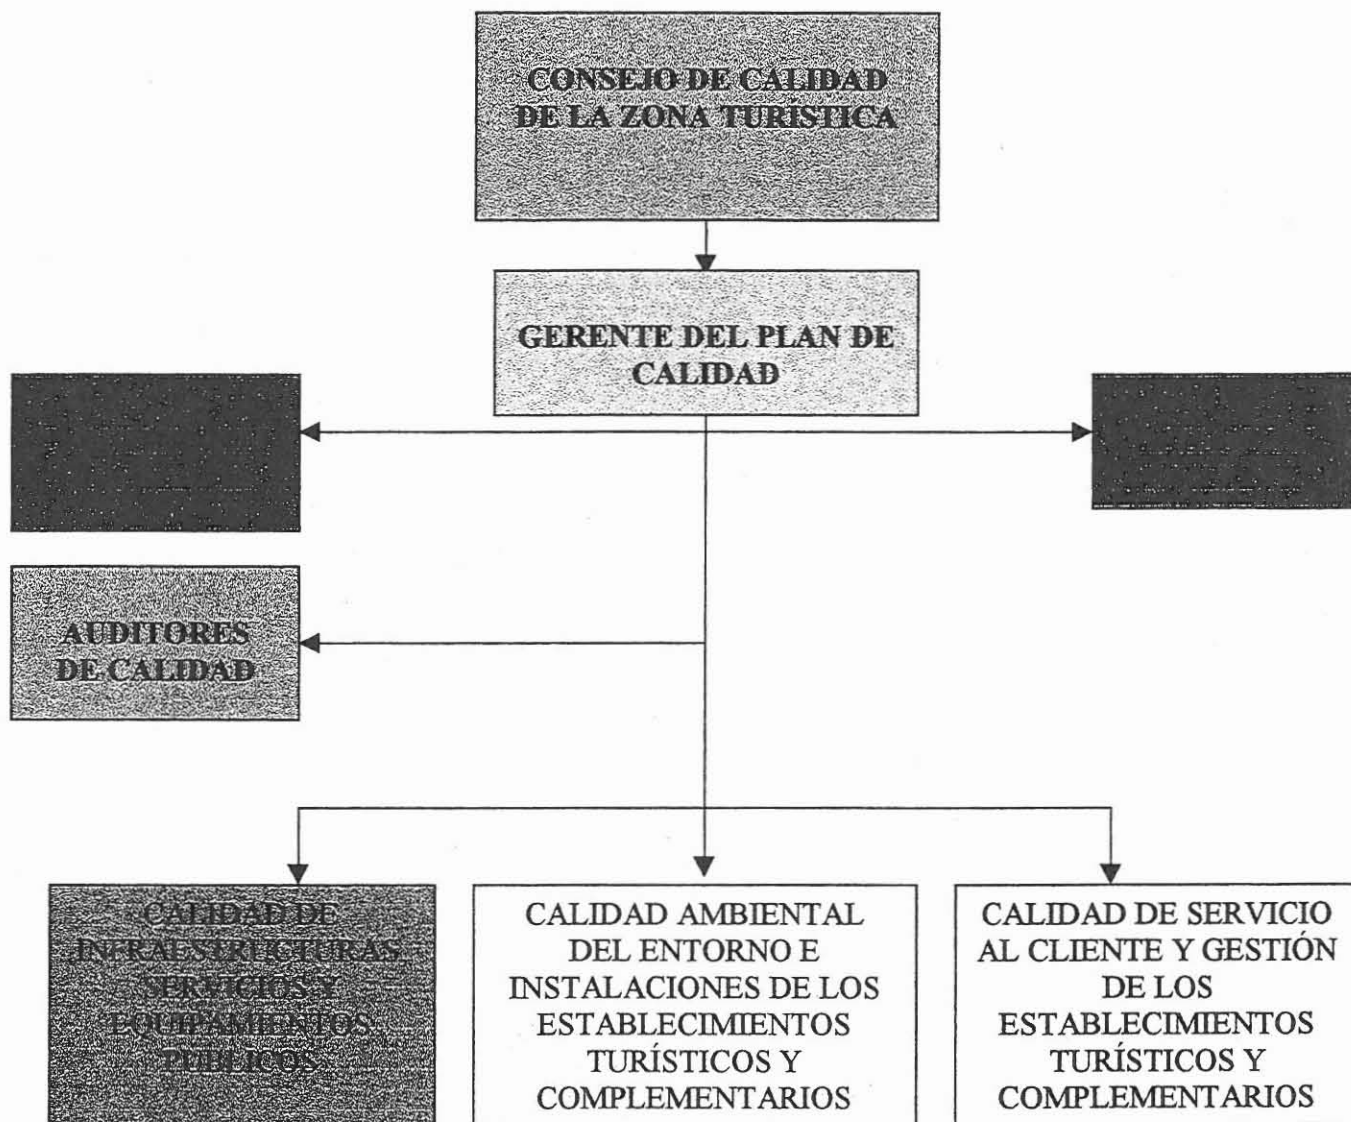 CONSEJO DE CALIDAD
DE LA ZONA TURÍSTICA
GERENTE DEL PLAN DE
CALIDAD
AUDITORES
DE CALIDAD
CALIDAD DE
INFRAESTRUCTURAS
SERVICIOS Y
EQUIPAMIENTOS
PÚBLICOS
CALIDAD AMBIENTAL
DEL ENTORNO E
INSTALACIONES DE LOS
ESTABLECIMIENTOS
TURÍSTICOS Y
COMPLEMENTARIOS
CALIDAD DE SERVICIO
AL CLIENTE Y GESTIÓN
DE LOS
ESTABLECIMIENTOS
TURÍSTICOS Y
COMPLEMENTARIOS